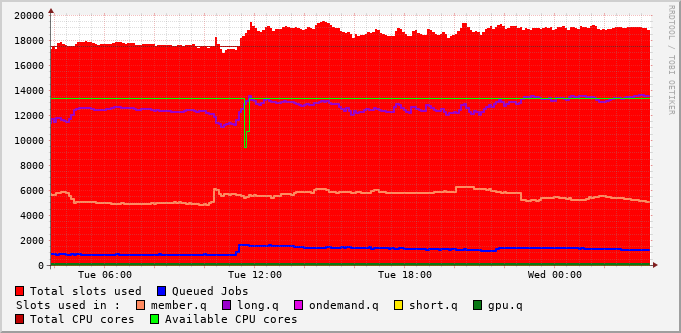 20000
18000
16000
14000
12000
10000
8000
6000
4000
2000
0
Tue 06:00 Tue 12:00 Tue 18:00 Wed 00:00
RRDTOOL / TOBI OETIKER
Total slots used Queued Jobs
Slots used in : member.q long.q ondemand.q short.q gpu.q
Total CPU cores Available CPU cores